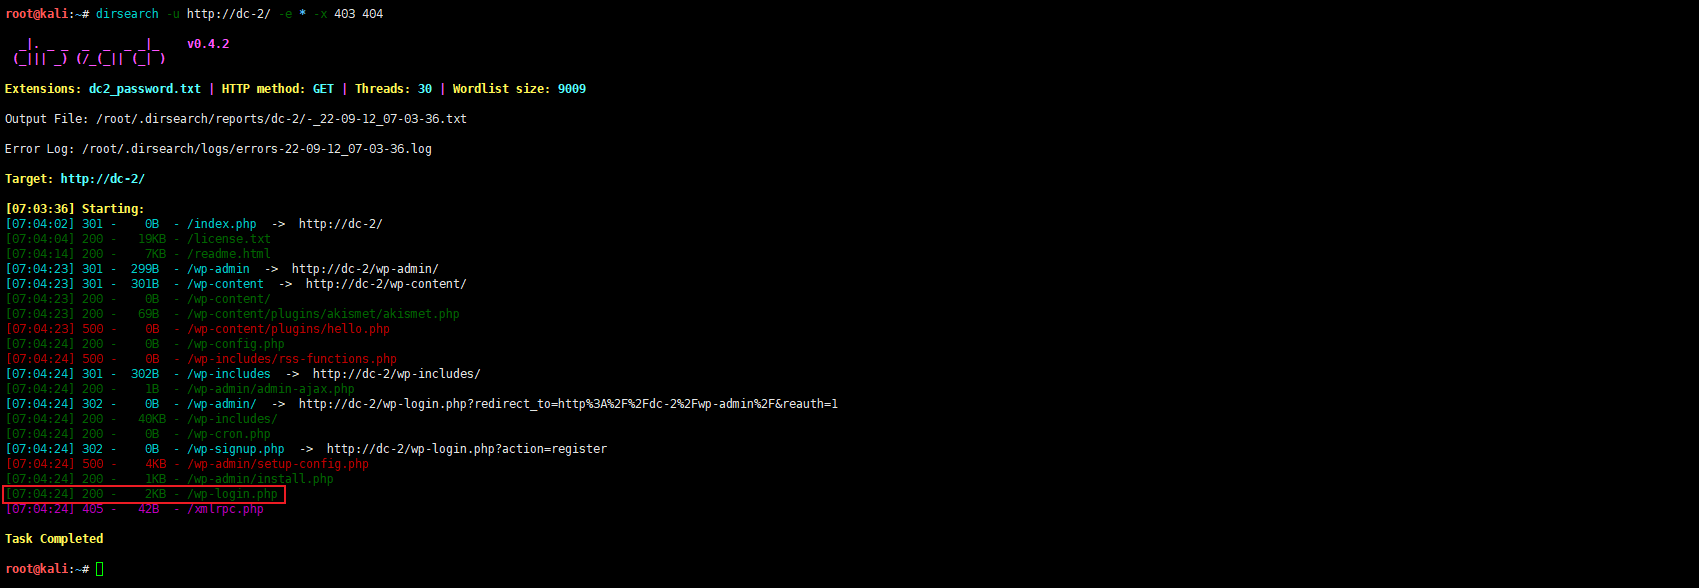 root@kali:~# dirsearch -u http://dc-2/ -e * -x 403 404
  _|. _ _  _  _  _ _|_    v0.4.2
 (_||| _) (/_(_|| (_| )
Extensions: dc2_password.txt | HTTP method: GET | Threads: 30 | Wordlist size: 9009
Output File: /root/.dirsearch/reports/dc-2/-_22-09-12_07-03-36.txt
Error Log: /root/.dirsearch/logs/errors-22-09-12_07-03-36.log
Target: http://dc-2/
[07:03:36] Starting:
[07:04:02] 301 -    0B  - /index.php  ->  http://dc-2/
[07:04:04] 200 -   19KB - /license.txt
[07:04:14] 200 -    7KB - /readme.html
[07:04:23] 301 -  299B  - /wp-admin  ->  http://dc-2/wp-admin/
[07:04:23] 301 -  301B  - /wp-content  ->  http://dc-2/wp-content/
[07:04:23] 200 -    0B  - /wp-content/
[07:04:23] 200 -   69B  - /wp-content/plugins/akismet/akismet.php
[07:04:23] 500 -    0B  - /wp-content/plugins/hello.php
[07:04:24] 200 -    0B  - /wp-config.php
[07:04:24] 500 -    0B  - /wp-includes/rss-functions.php
[07:04:24] 301 -  302B  - /wp-includes  ->  http://dc-2/wp-includes/
[07:04:24] 200 -    1B  - /wp-admin/admin-ajax.php
[07:04:24] 302 -    0B  - /wp-admin/  ->  http://dc-2/wp-login.php?redirect_to=http%3A%2F%2Fdc-2%2Fwp-admin%2F&reauth=1
[07:04:24] 200 -   40KB - /wp-includes/
[07:04:24] 200 -    0B  - /wp-cron.php
[07:04:24] 302 -    0B  - /wp-signup.php  ->  http://dc-2/wp-login.php?action=register
[07:04:24] 500 -    4KB - /wp-admin/setup-config.php
[07:04:24] 200 -    1KB - /wp-admin/install.php
[07:04:24] 200 -    2KB - /wp-login.php
[07:04:24] 405 -   42B  - /xmlrpc.php
Task Completed
root@kali:~#